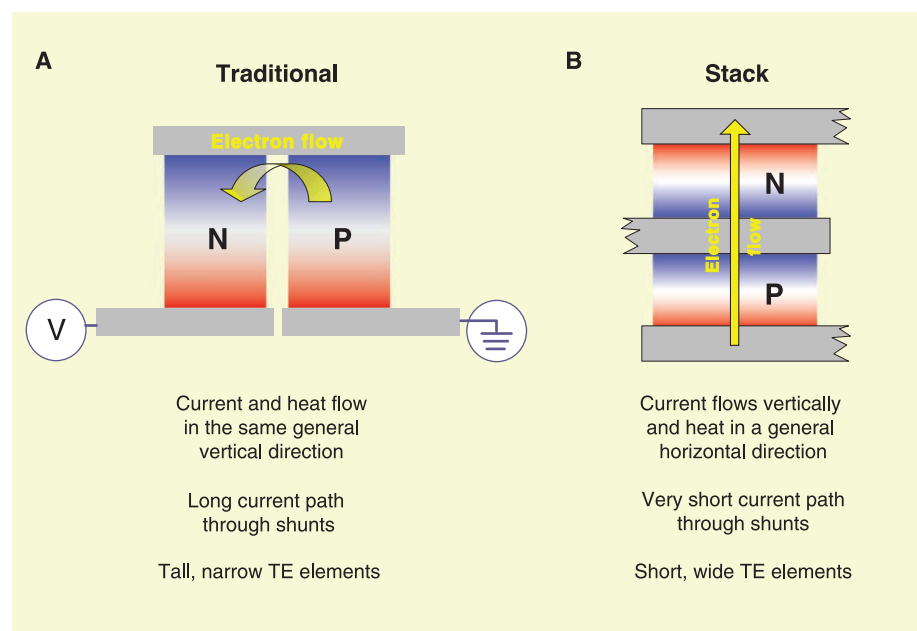 A
Traditional
Electron flow
N
P
V
Current and heat flow
in the same general
vertical direction
Long current path
through shunts
Tall, narrow TE elements
B
Stack
N
Electron
flow
P
Current flows vertically
and heat in a general
horizontal direction
Very short current path
through shunts
Short, wide TE elements